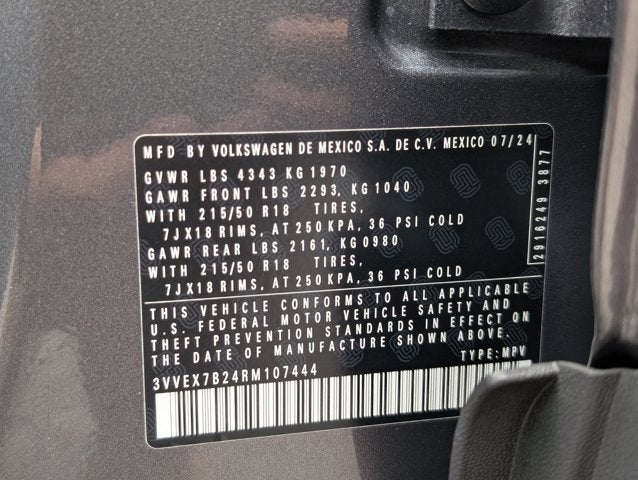 MFD BY VOLKSWAGEN DE MEXICO S.A. DE C.V. MEXICO 07/24
GVWR LBS 4343 KG1970
GAWR FRONT LBS 2293, KG1040
WITH 215/50 R18 TIRES,
7JX18 RIMS, AT 250KPA, 36 PSI COLD
GAWR REAR LBS 2161, KG0980
WITH 215/50 R18 TIRES,
7JX18 RIMS, AT 250KPA, 36 PSI COLD
2916249 3877
THIS VEHICLE CONFORMS TO ALL APPLICABLE
U.S. FEDERAL MOTOR VEHICLE SAFETY AND
THEFT PREVENTION STANDARDS IN EFFECT ON
THE DATE OF MANUFACTURE SHOWN ABOVE.
3VVEX7B24RM107444 TYPE: MPV